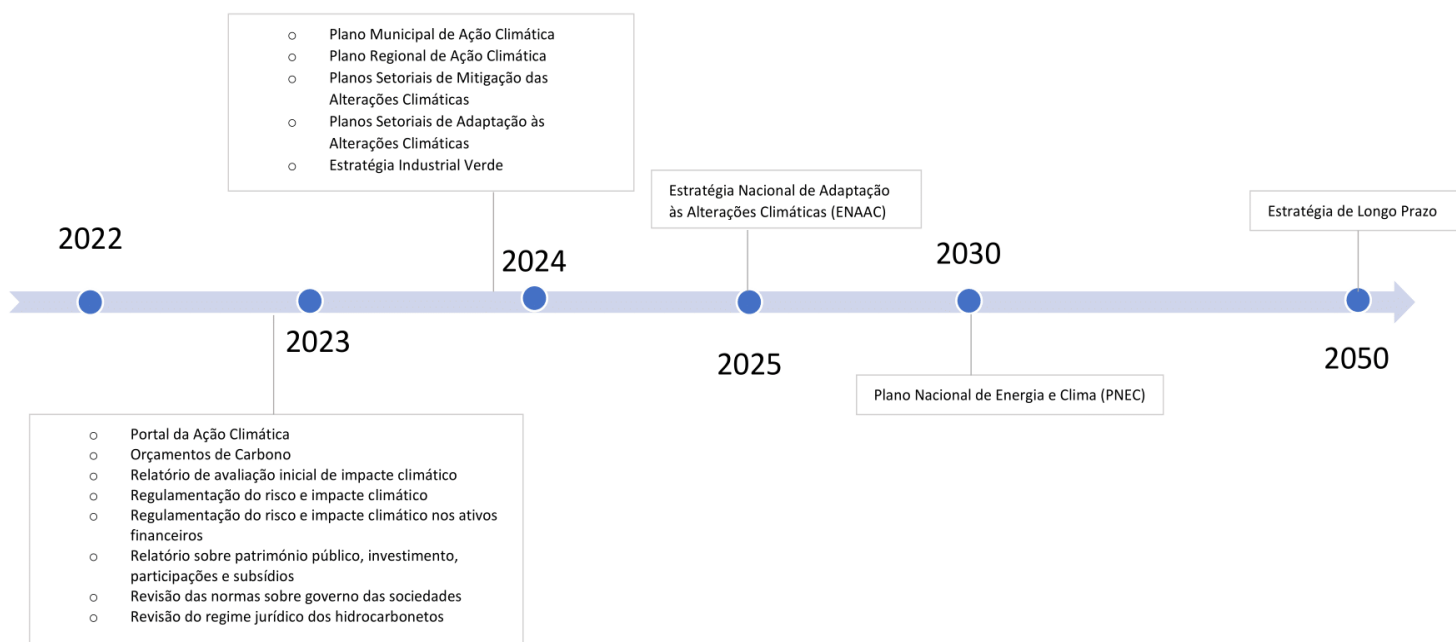 ○ Plano Municipal de Ação Climática
○ Plano Regional de Ação Climática
○ Planos Setoriais de Mitigação das
Alterações Climáticas
○ Planos Setoriais de Adaptação às
Alterações Climáticas
○ Estratégia Industrial Verde
Estratégia Nacional de Adaptação
às Alterações Climáticas (ENAAC)
Estratégia de Longo Prazo
2022
2024
2030
2023
2025
2050
Plano Nacional de Energia e Clima (PNEC)
○ Portal da Ação Climática
○ Orçamentos de Carbono
○ Relatório de avaliação inicial de impacte climático
○ Regulamentação do risco e impacte climático
○ Regulamentação do risco e impacte climático nos ativos
financeiros
○ Relatório sobre património público, investimento,
participações e subsídios
○ Revisão das normas sobre governo das sociedades
○ Revisão do regime jurídico dos hidrocarbonetos